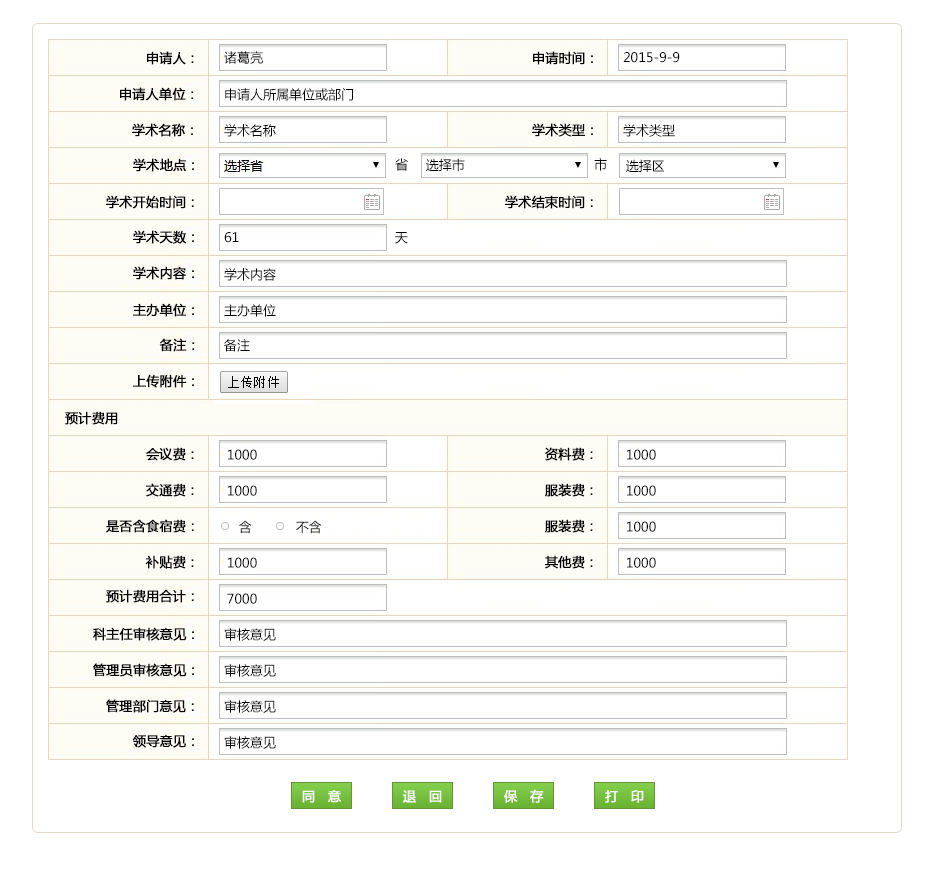 申请人： 诸葛亮 申请时间： 2015-9-9
申请人单位： 申请人所属单位或部门
学术名称： 学术名称 学术类型： 学术类型
学术地点： 选择省 省 选择市 市 选择区
学术开始时间： 学术结束时间：
学术天数： 61 天
学术内容： 学术内容
主办单位： 主办单位
备注： 备注
上传附件： 上传附件
预计费用
会议费： 1000 资料费： 1000
交通费： 1000 服装费： 1000
是否含食宿费： 含 不含 服装费： 1000
补贴费： 1000 其他费： 1000
预计费用合计： 7000
科主任审核意见： 审核意见
管理员审核意见： 审核意见
管理部门意见： 审核意见
领导意见： 审核意见
同 意 退 回 保 存 打 印